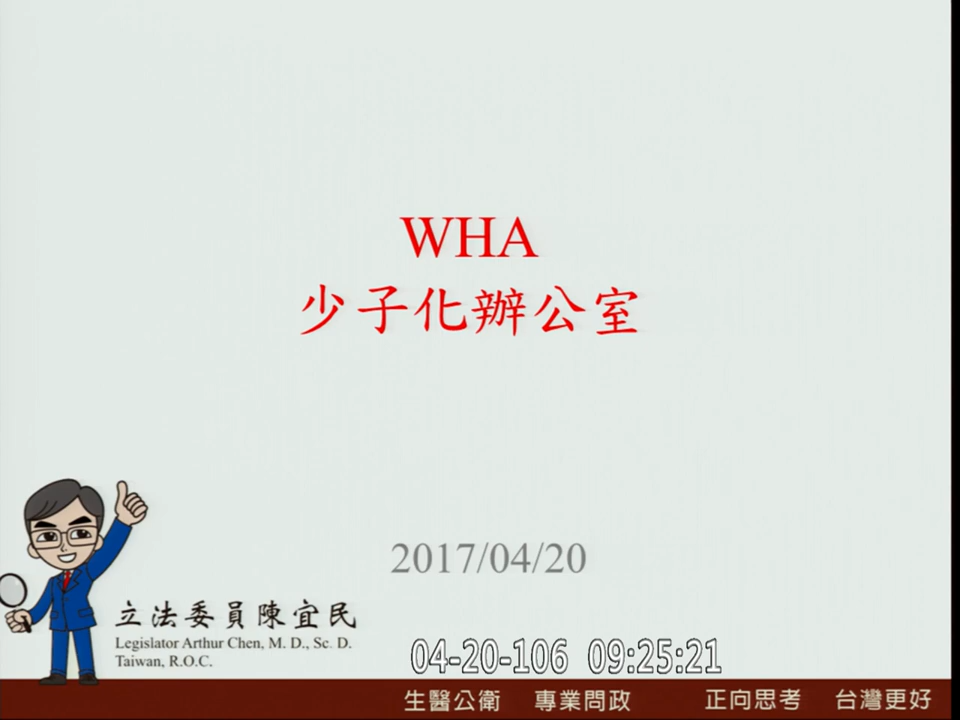 WHA
少子化辦公室
2017/04/20
立法委員陳宜民
Legislator Arthur Chen, M. D., Sc. D.
Taiwan, R.O.C.
04-20-106 09:25:21
生醫公衛 專業問政 正向思考 台灣更好